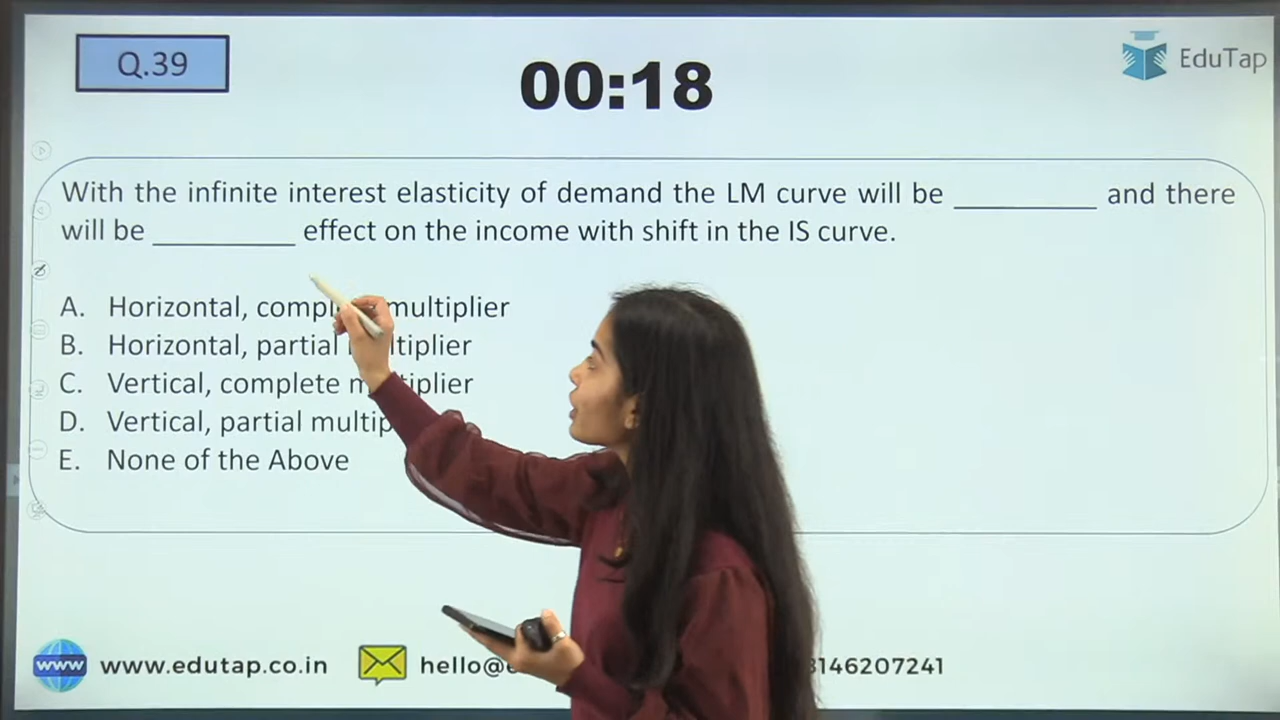 Q.39
00:18
EduTap
With the infinite interest elasticity of demand the LM curve will be __________ and there
will be __________ effect on the income with shift in the IS curve.
A. Horizontal, multiplier
B. Horizontal, partial
C. Vertical, complete
D. Vertical, partial
E. None of the Above
www www.edutap.co.in
146207241